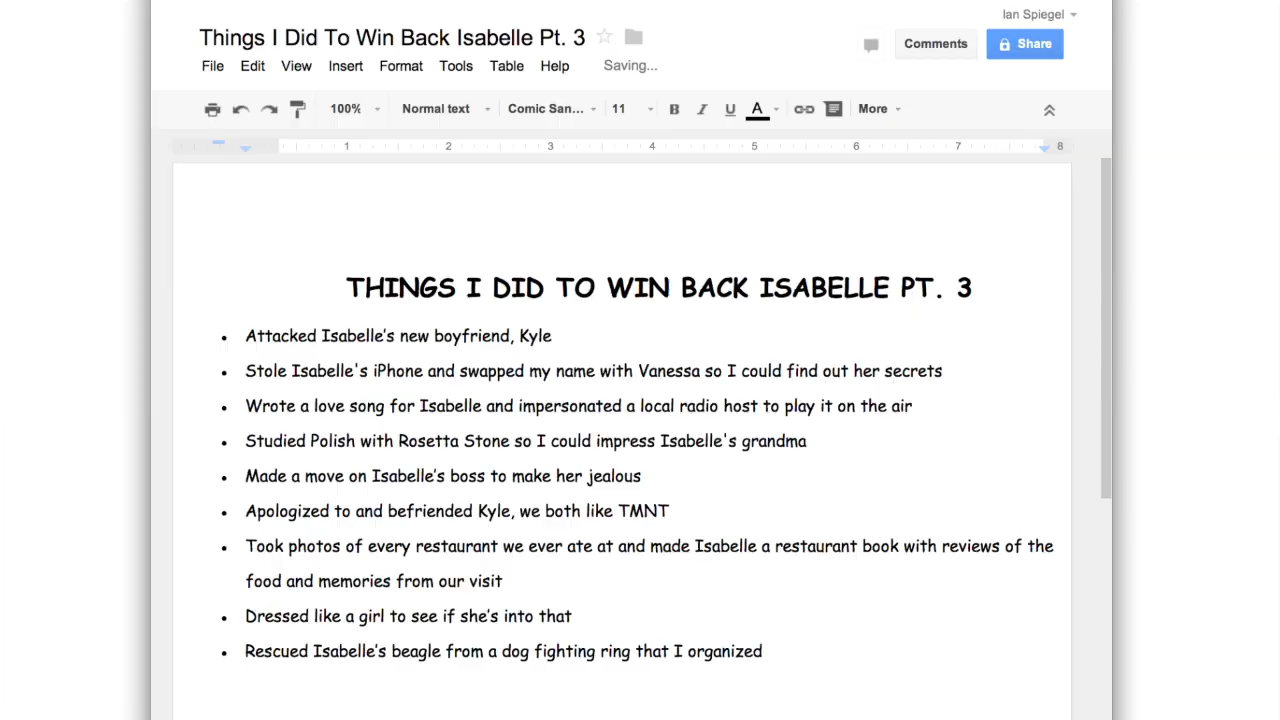 Ian Spiegel
Things I Did To Win Back Isabelle Pt. 3
Comments
Share
File Edit View Insert Format Tools Table Help Saving...
100% Normal text Comic San... 11 B I U A More
1 2 3 4 5 6 7 8
THINGS I DID TO WIN BACK ISABELLE PT. 3
• Attacked Isabelle's new boyfriend, Kyle
• Stole Isabelle's iPhone and swapped my name with Vanessa so I could find out her secrets
• Wrote a love song for Isabelle and impersonated a local radio host to play it on the air
• Studied Polish with Rosetta Stone so I could impress Isabelle's grandma
• Made a move on Isabelle's boss to make her jealous
• Apologized to and befriended Kyle, we both like TMNT
• Took photos of every restaurant we ever ate at and made Isabelle a restaurant book with reviews of the
food and memories from our visit
• Dressed like a girl to see if she's into that
• Rescued Isabelle's beagle from a dog fighting ring that I organized